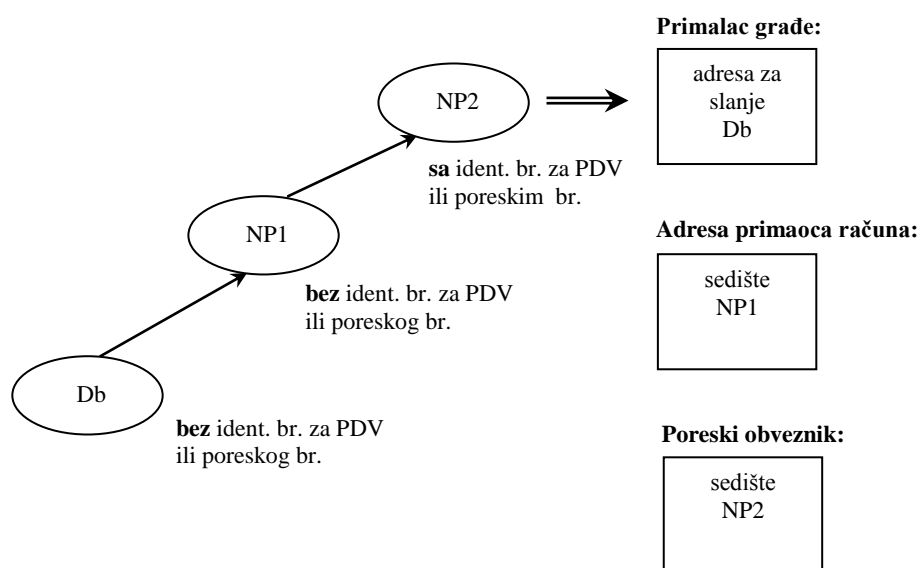 Primalac građe:
adresa za
slanje
Db
NP2
sa ident. br. za PDV
ili poreskim br.
NP1
bez ident. br. za PDV
ili poreskog br.
Adresa primaoca računa:
sedište
NP1
Db
bez ident. br. za PDV
ili poreskog br.
Poreski obveznik:
sedište
NP2